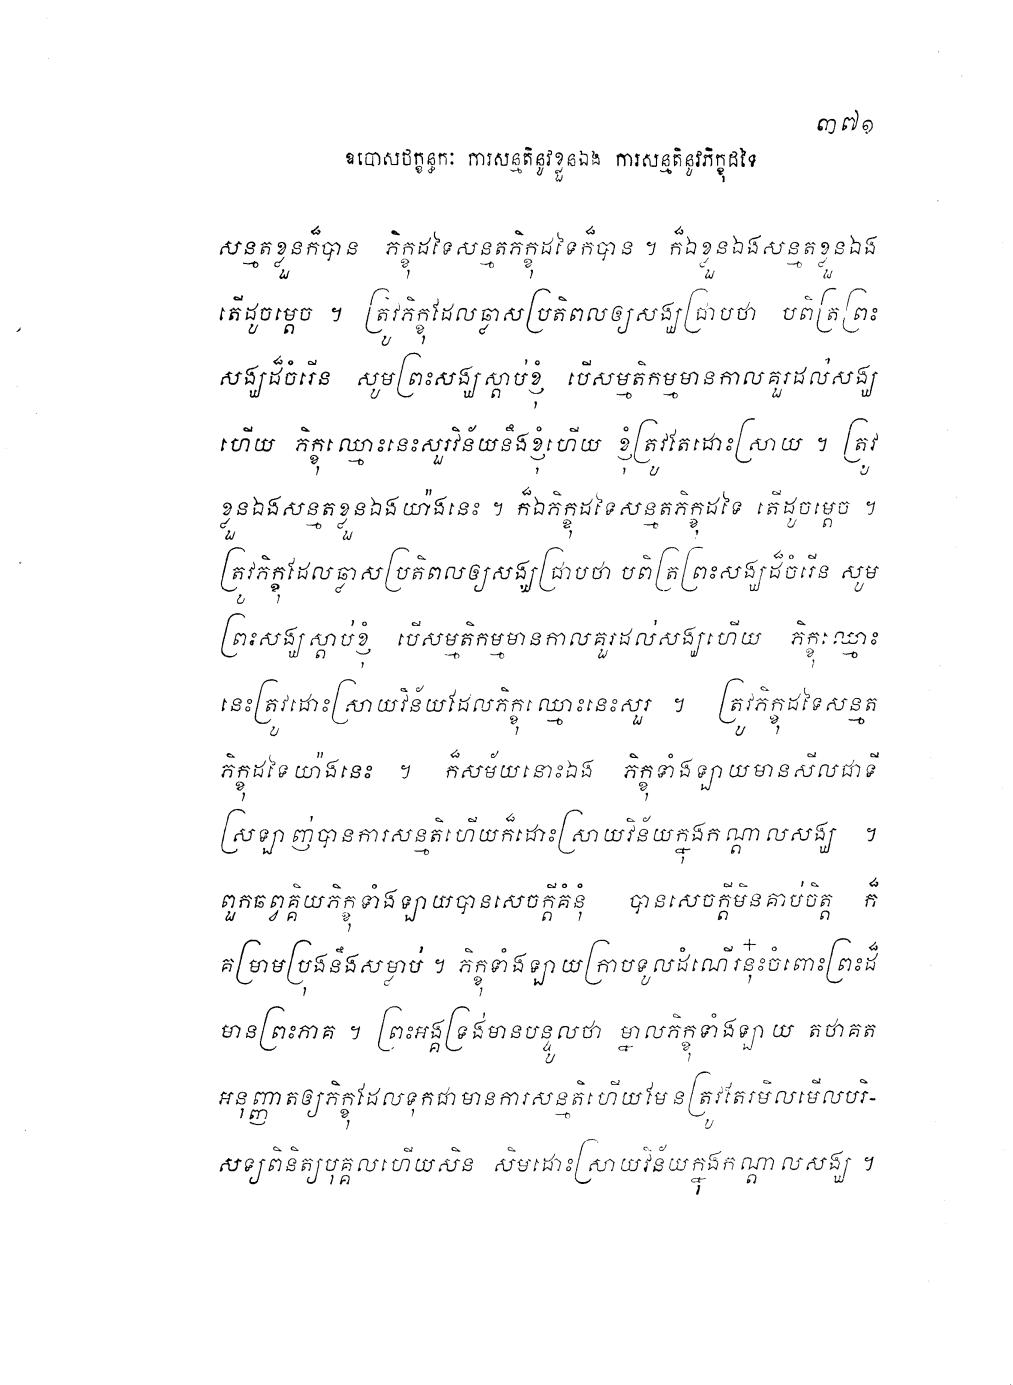 ៣៧១
ឧបោសថក្ខន្ធកៈ ការសន្មតិនូវខ្លួនឯង ការសន្មតិនូវភិក្ខុដទៃ
សន្មតខ្លួនក៏បាន ភិក្ខុដទៃសន្មតភិក្ខុដទៃក៏បាន ។ ក៏ឯខ្លួនឯងសន្មតខ្លួនឯង
តើដូចម្តេច ។ ត្រូវភិក្ខុដែលឆ្លាសប្រតិពលឲ្យសង្ឃជ្រាបថា បពិត្រព្រះ
សង្ឃដ៏ចំរើន សូមព្រះសង្ឃស្តាប់ខ្ញុំ បើសម្មតិកម្មមានកាលគួរដល់សង្ឃ
ហើយ ភិក្ខុឈ្មោះនេះសួរវិន័យនឹងខ្ញុំហើយ ខ្ញុំត្រូវតែដោះស្រាយ ។ ត្រូវ
ខ្លួនឯងសន្មតខ្លួនឯងយ៉ាងនេះ ។ ក៏ឯភិក្ខុដទៃសន្មតភិក្ខុដទៃ តើដូចម្តេច ។
ត្រូវភិក្ខុដែលឆ្លាសប្រតិពលឲ្យសង្ឃជ្រាបថា បពិត្រព្រះសង្ឃដ៏ចំរើន សូម
ព្រះសង្ឃស្តាប់ខ្ញុំ បើសម្មតិកម្មមានកាលគួរដល់សង្ឃហើយ ភិក្ខុឈ្មោះ
នេះត្រូវដោះស្រាយវិន័យដែលភិក្ខុឈ្មោះនេះសួរ ។ ត្រូវភិក្ខុដទៃសន្មត
ភិក្ខុដទៃយ៉ាងនេះ ។ ក៏សម័យនោះឯង ភិក្ខុទាំងឡាយមានសីលជាទី
ស្រឡាញ់បានការសន្មតិហើយក៏ដោះស្រាយវិន័យក្នុងកណ្តាលសង្ឃ ។
ពួកឆព្វគ្គិយភិក្ខុទាំងឡាយបានសេចក្តីគំនុំ បានសេចក្តីមិនគាប់ចិត្ត ក៏
គម្រាមប្រុងនឹងសម្លាប់ ។ ភិក្ខុទាំងឡាយក្រាបទូលដំណើរនុ៎ះចំពោះព្រះដ៏
មានព្រះភាគ ។ ព្រះអង្គទ្រង់មានបន្ទូលថា ម្នាលភិក្ខុទាំងឡាយ តថាគត
អនុញ្ញាតឲ្យភិក្ខុដែលទុកជាមានការសន្មតិហើយមែនត្រូវតែរមិលមើលបរិ-
សទ្យពិនិត្យបុគ្គលហើយសិន សិមដោះស្រាយវិន័យក្នុងកណ្តាលសង្ឃ ។